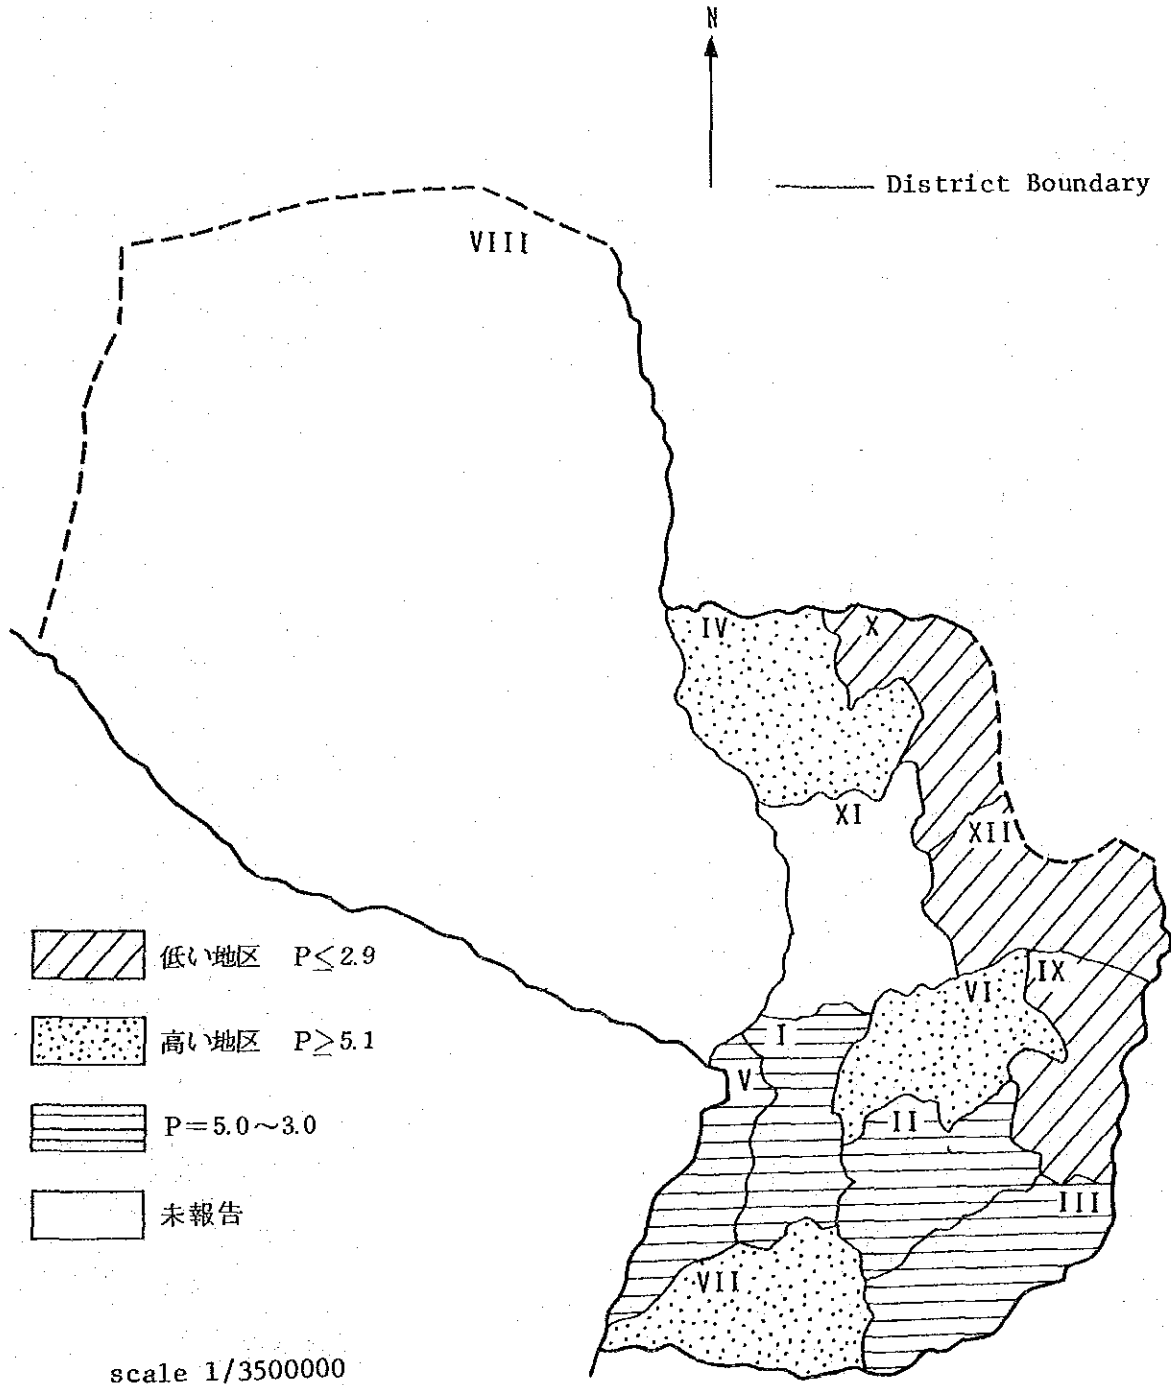 N
District Boundary
VIII
IV
X
XI
XII
IX
VI
I
V
II
III
VII
低い地区 P≦2.9
高い地区 P≧5.1
P=5.0~3.0
未報告
scale 1/3500000